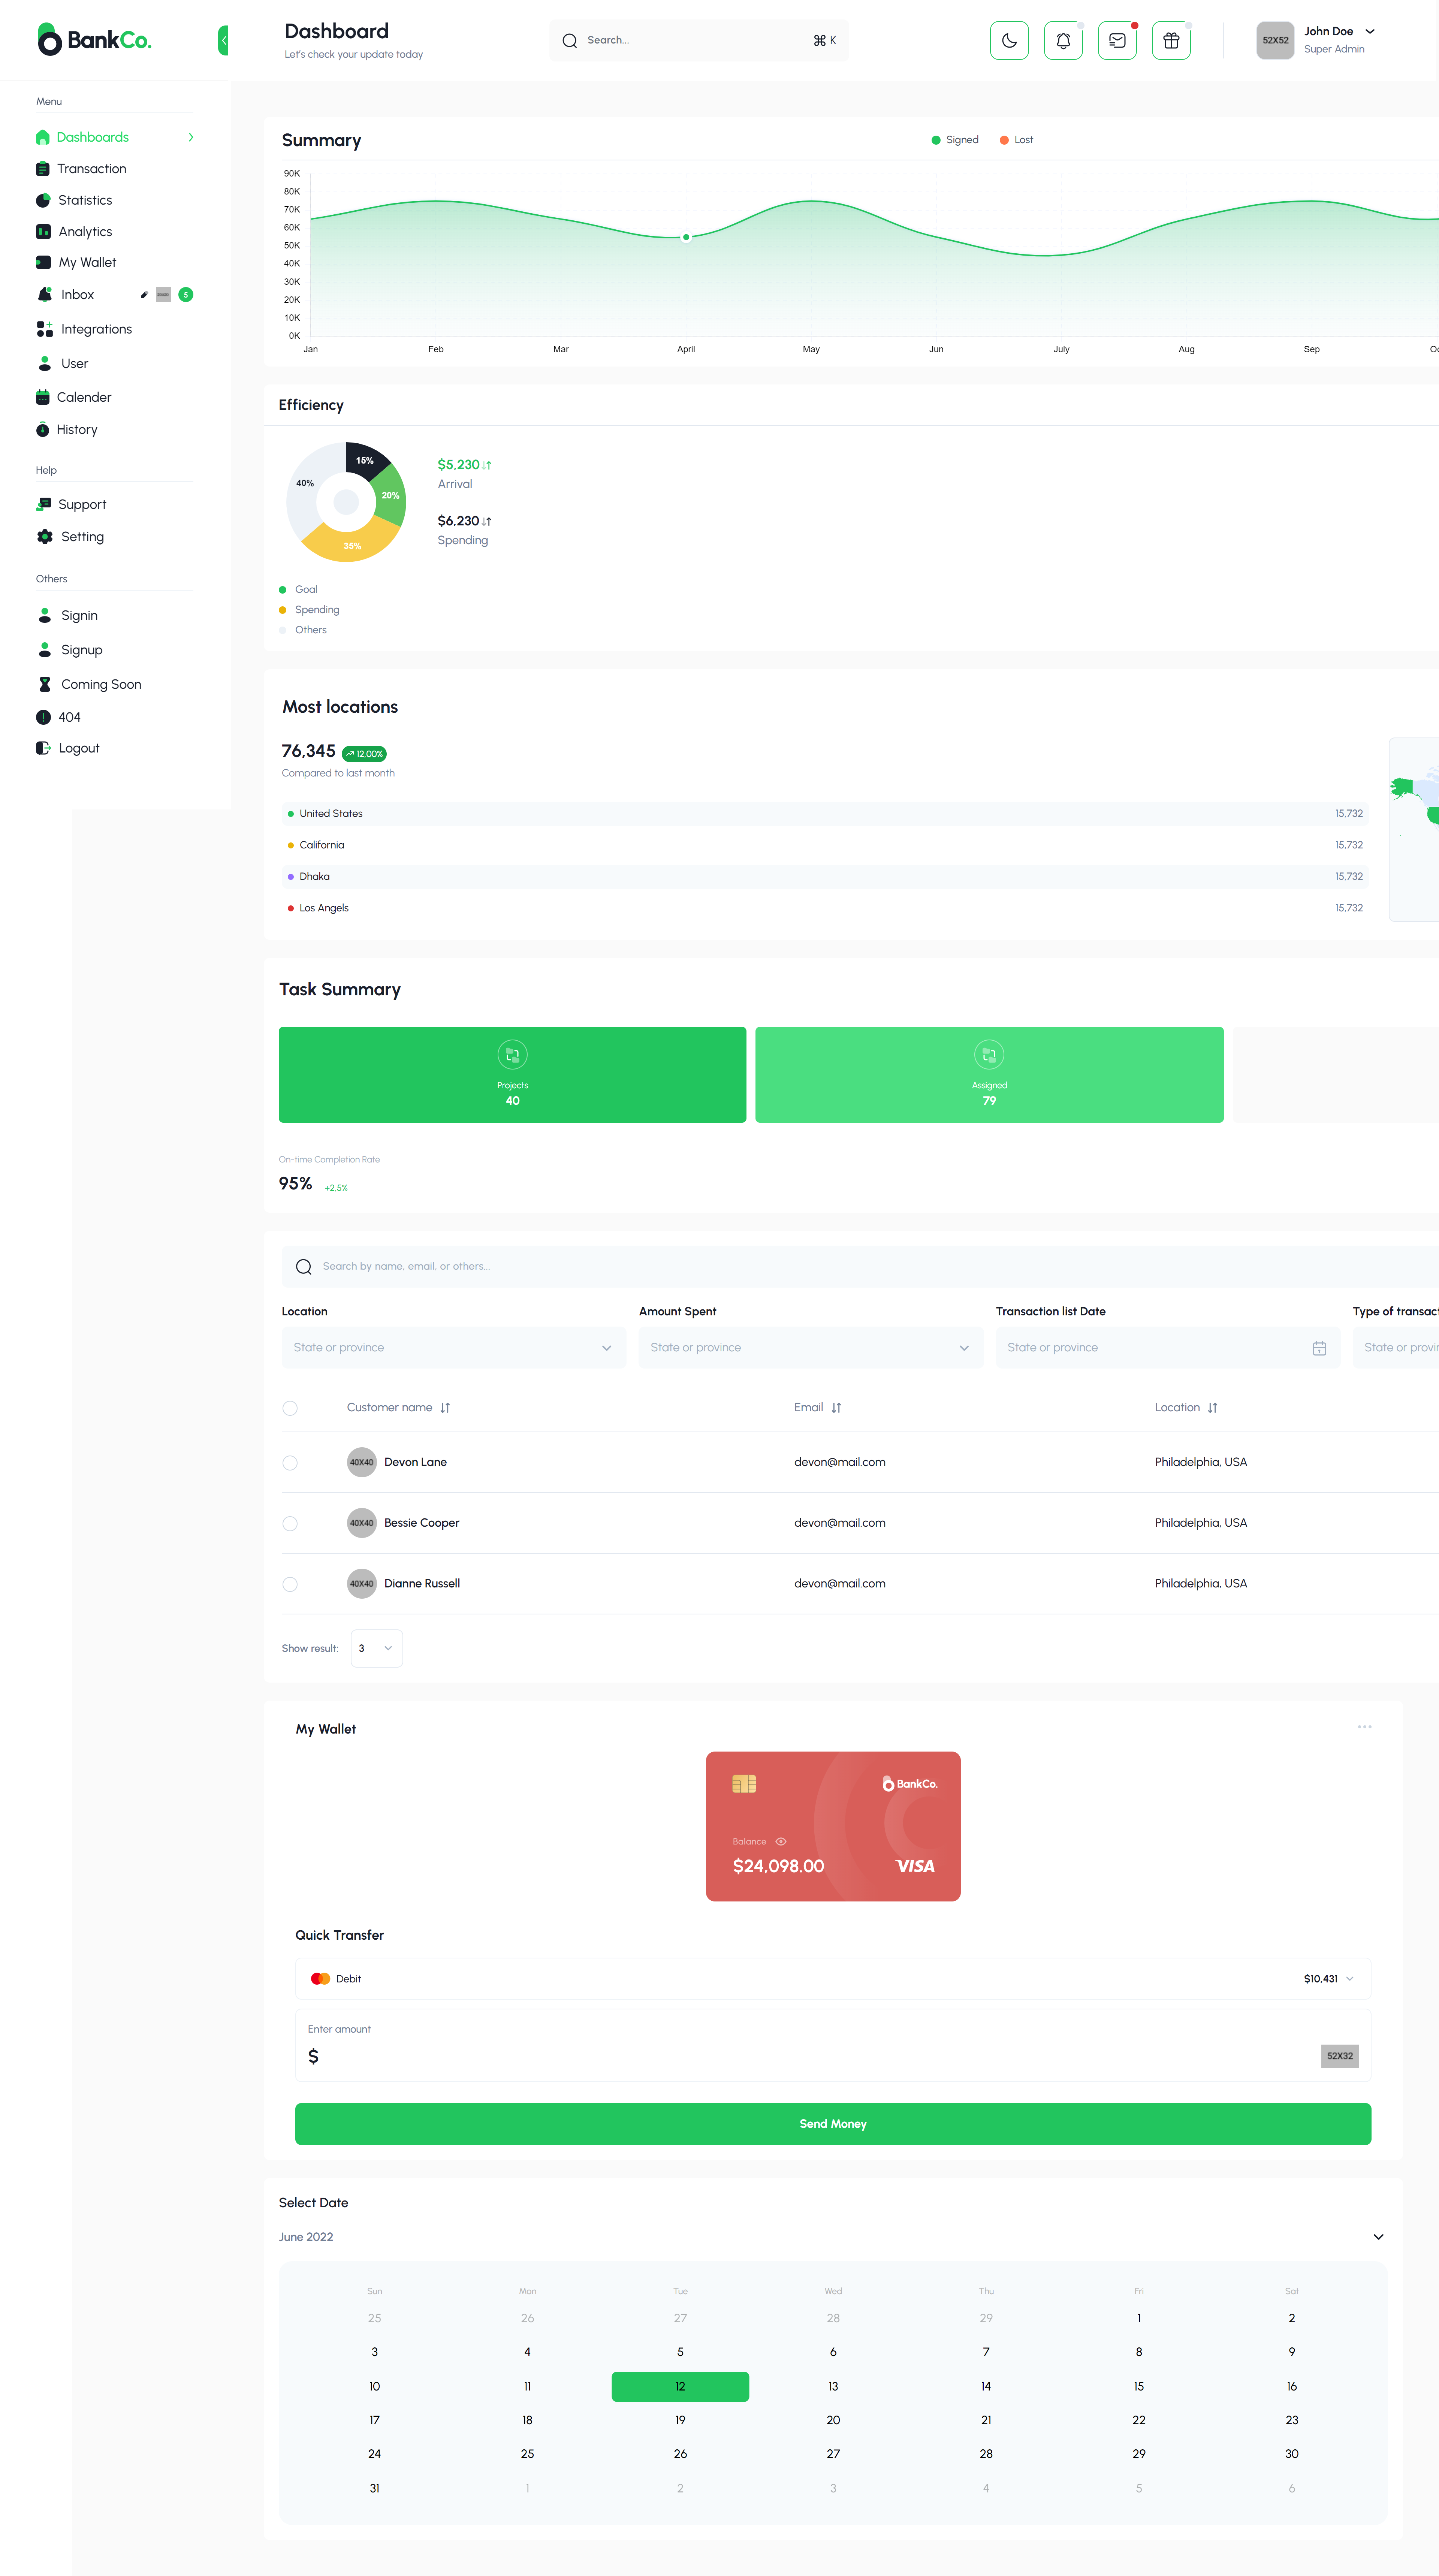 BankCo.
Dashboard
Let's check your update today
Search...
⌘ K
52X52
John Doe
Super Admin
Menu
Dashboards
Transaction
Statistics
Analytics
My Wallet
Inbox
5
Integrations
User
Calender
History
Help
Support
Setting
Others
Signin
Signup
Coming Soon
404
Logout
Summary
Signed
Lost
90K
80K
70K
60K
50K
40K
30K
20K
10K
0K
Jan
Feb
Mar
April
May
Jun
July
Aug
Sep
Efficiency
15%
20%
35%
40%
$5,230
Arrival
$6,230
Spending
Goal
Spending
Others
Most locations
76,345
12,00%
Compared to last month
United States 15,732
California 15,732
Dhaka 15,732
Los Angels 15,732
Task Summary
Projects
40
Assigned
79
On-time Completion Rate
95% +2,5%
Search by name, email, or others...
Location
Amount Spent
Transaction list Date
Type of transact
State or province
State or province
State or province
State or provi
Customer name
Email
Location
40X40 Devon Lane devon@mail.com Philadelphia, USA
40X40 Bessie Cooper devon@mail.com Philadelphia, USA
40X40 Dianne Russell devon@mail.com Philadelphia, USA
Show result: 3
My Wallet
BankCo.
Balance
$24,098.00
VISA
Quick Transfer
Debit
$10,431
Enter amount
$
52X32
Send Money
Select Date
June 2022
Sun Mon Tue Wed Thu Fri Sat
25 26 27 28 29 1 2
3 4 5 6 7 8 9
10 11 12 13 14 15 16
17 18 19 20 21 22 23
24 25 26 27 28 29 30
31 1 2 3 4 5 6